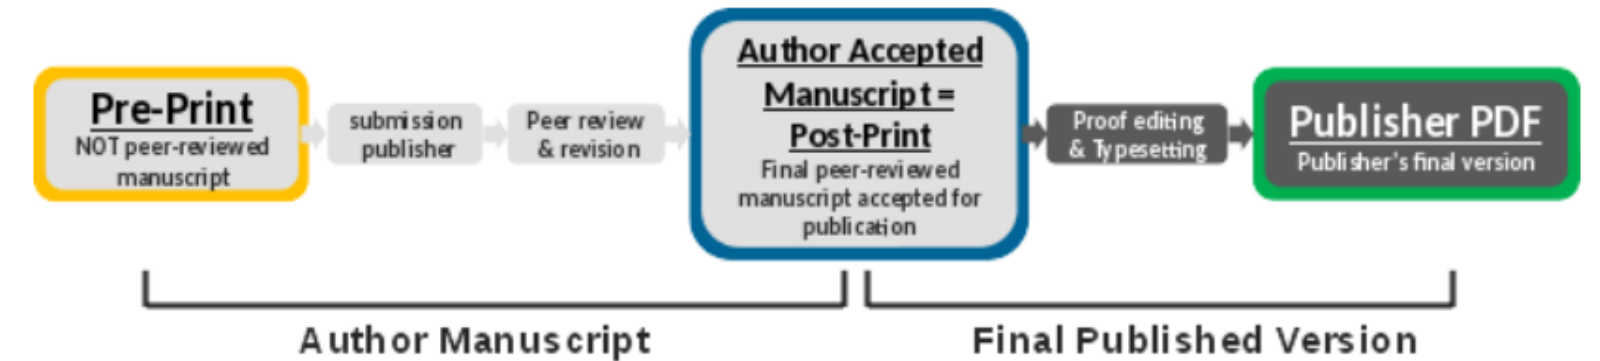 Pre-Print
NOT peer-reviewed
manuscript
submission
publisher
Peer review
& revision
Author Accepted
Manuscript =
Post-Print
Final peer-reviewed
manuscript accepted for
publication
Proof editing
& Typesetting
Publisher PDF
Publisher's final version
Author Manuscript
Final Published Version